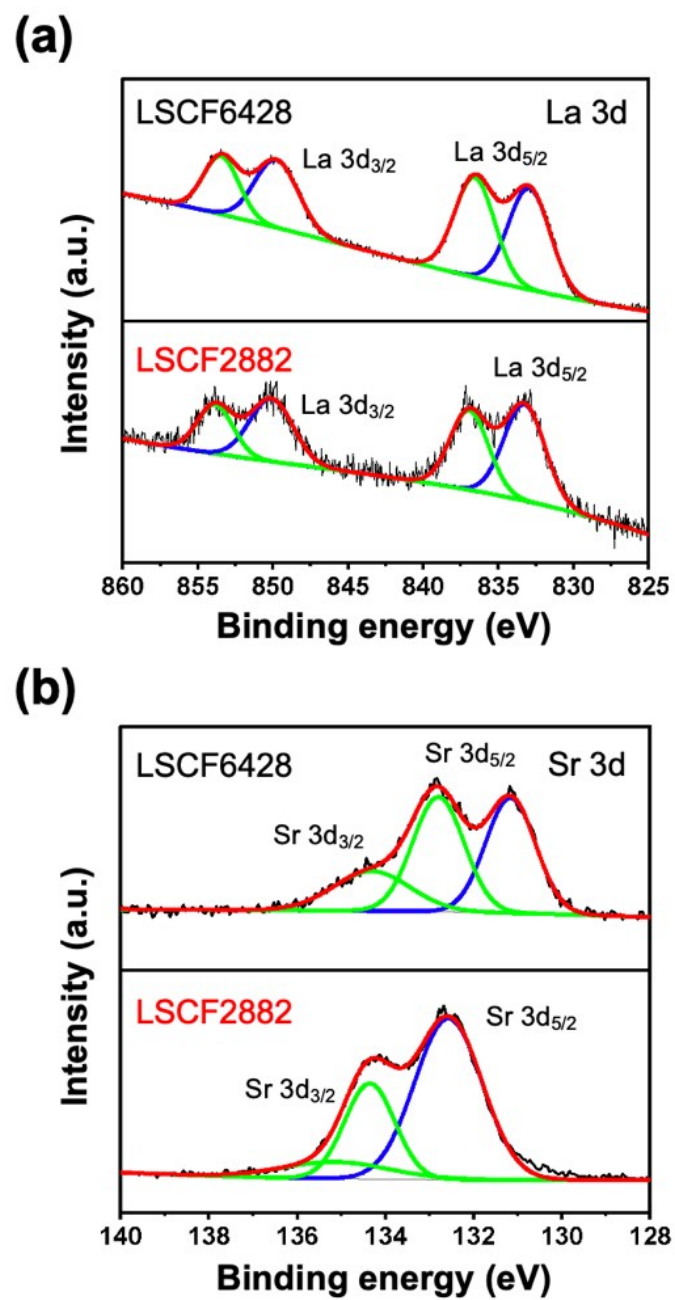 (a)
LSCF6428 La 3d
La 3d3/2 La 3d5/2
LSCF2882
La 3d3/2 La 3d5/2
Intensity (a.u.)
860 855 850 845 840 835 830 825
Binding energy (eV)
(b)
LSCF6428 Sr 3d5/2 Sr 3d
Sr 3d3/2
LSCF2882 Sr 3d5/2
Sr 3d3/2
Intensity (a.u.)
140 138 136 134 132 130 128
Binding energy (eV)